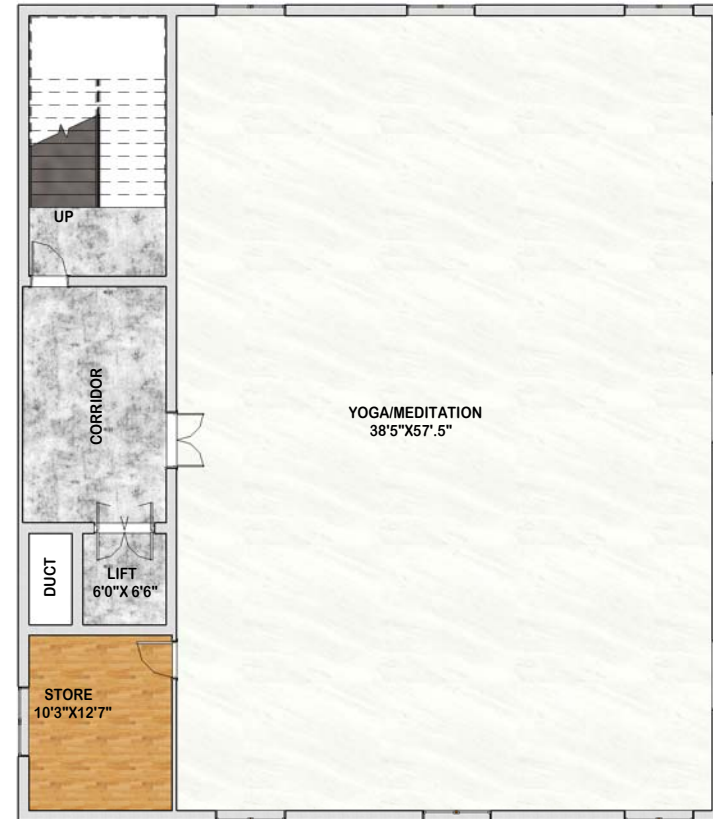 UP
CORRIDOR
YOGA/MEDITATION
38'5"X57'.5"
DUCT
LIFT
6'0"X 6'6"
STORE
10'3"X12'7"